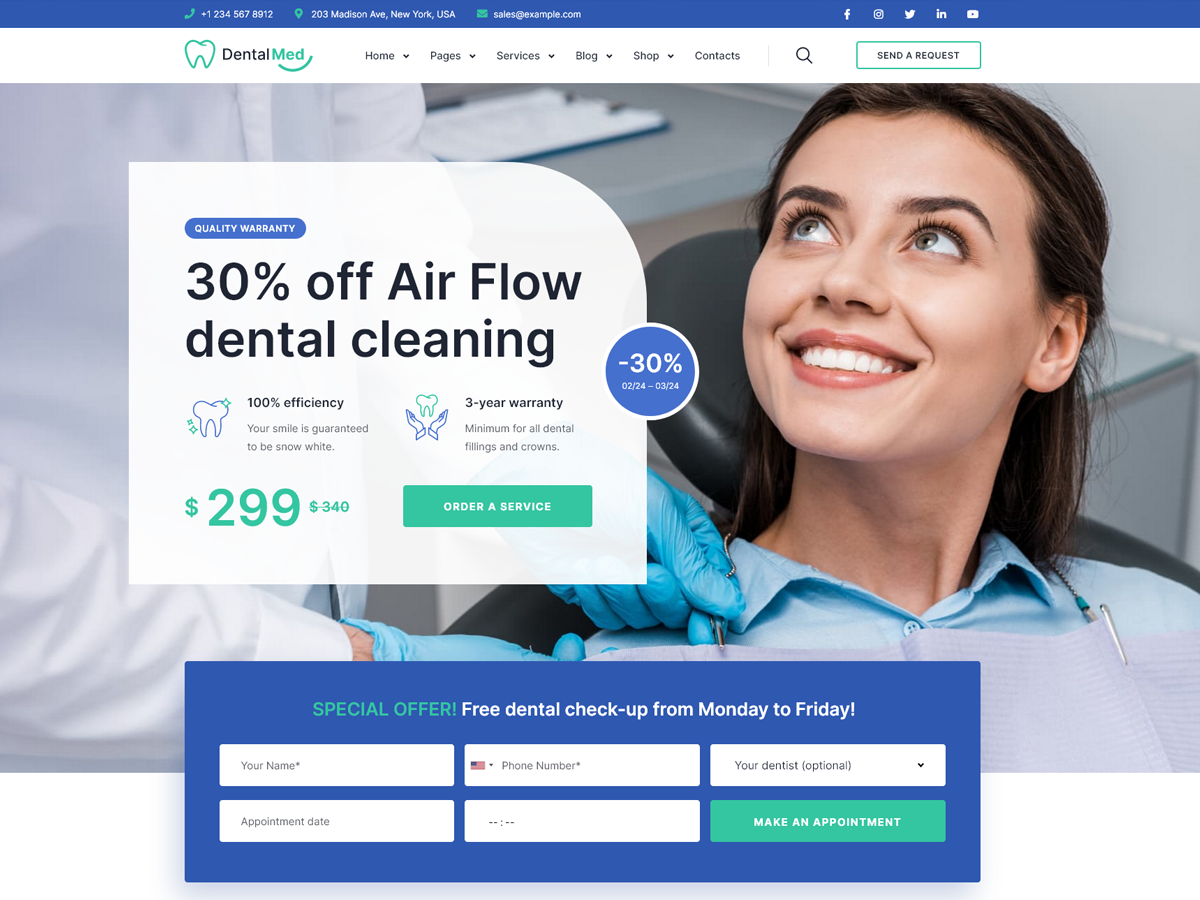 +1 234 567 8912 203 Madison Ave, New York, USA sales@example.com
DentalMed Home Pages Services Blog Shop Contacts SEND A REQUEST
QUALITY WARRANTY
30% off Air Flow
dental cleaning
-30%
02/24 – 03/24
100% efficiency
Your smile is guaranteed
to be snow white.
3-year warranty
Minimum for all dental
fillings and crowns.
$ 299 $ 340
ORDER A SERVICE
SPECIAL OFFER! Free dental check-up from Monday to Friday!
Your Name* Phone Number* Your dentist (optional)
Appointment date -- : -- MAKE AN APPOINTMENT